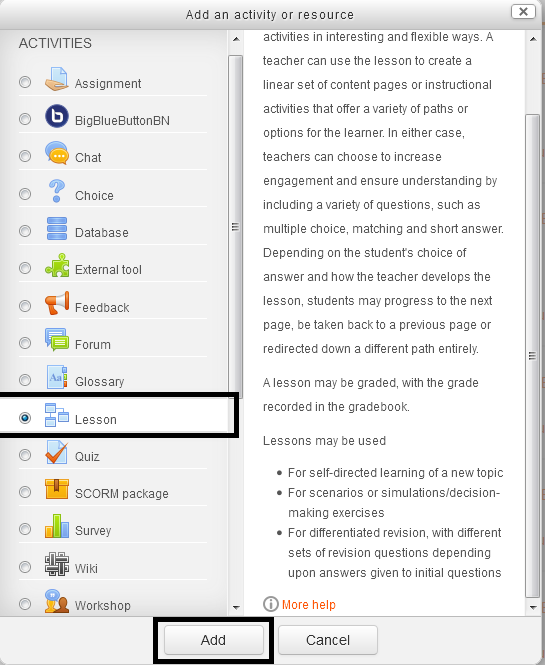 Add an activity or resource
ACTIVITIES
Assignment
BigBlueButtonBN
Chat
Choice
Database
External tool
Feedback
Forum
Glossary
Lesson
Quiz
SCORM package
Survey
Wiki
Workshop
activities in interesting and flexible ways. A
teacher can use the lesson to create a
linear set of content pages or instructional
activities that offer a variety of paths or
options for the learner. In either case,
teachers can choose to increase
engagement and ensure understanding by
including a variety of questions, such as
multiple choice, matching and short answer.
Depending on the student's choice of
answer and how the teacher develops the
lesson, students may progress to the next
page, be taken back to a previous page or
redirected down a different path entirely.
A lesson may be graded, with the grade
recorded in the gradebook.
Lessons may be used
• For self-directed learning of a new topic
• For scenarios or simulations/decision-
making exercises
• For differentiated revision, with different
sets of revision questions depending
upon answers given to initial questions
More help
Add
Cancel